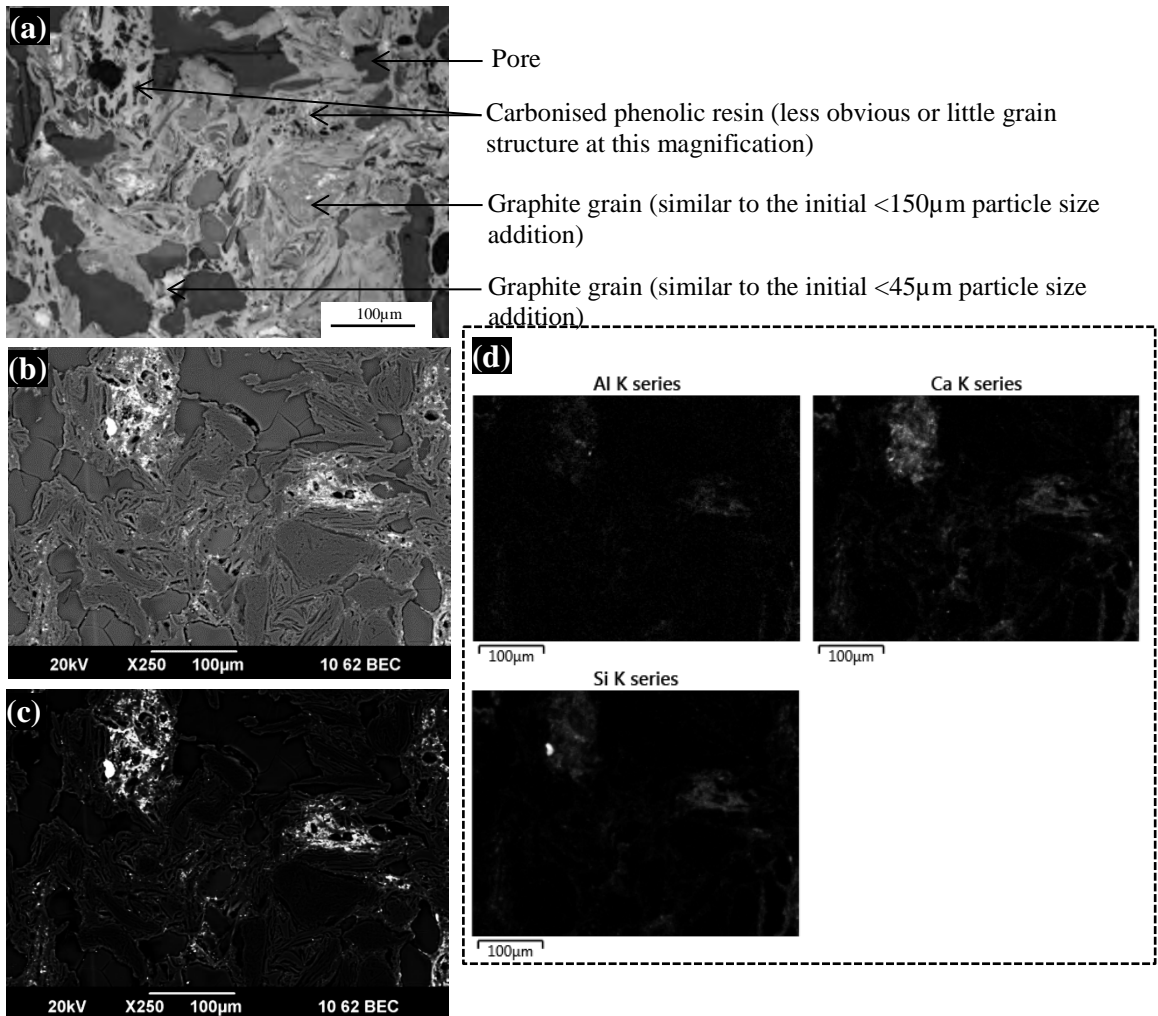 (a)
Pore
Carbonised phenolic resin (less obvious or little grain
structure at this magnification)
Graphite grain (similar to the initial <150µm particle size
addition)
Graphite grain (similar to the initial <45µm particle size
addition)
100µm
(b)
20kV X250 100µm 10 62 BEC
(c)
20kV X250 100µm 10 62 BEC
(d)
Al K series
100µm
Ca K series
100µm
Si K series
100µm